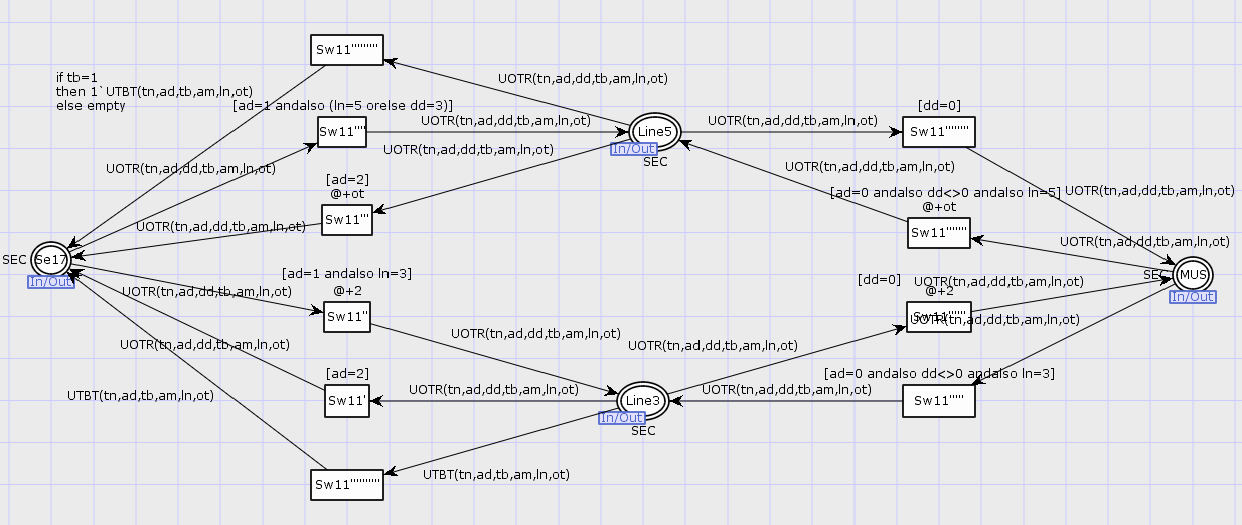 Sw11''''''''
UOTR(tn,ad,dd,tb,am,ln,ot)
if tb=1
then 1`UTBT(tn,ad,tb,am,ln,ot)
else empty
[ad=1 andalso (ln=5 orelse dd=3)]
[dd=0]
UOTR(tn,ad,dd,tb,am,ln,ot)
UOTR(tn,ad,dd,tb,am,ln,ot)
Sw11''''
Line5
Sw11'''''''
In/Out
SEC
UOTR(tn,ad,dd,tb,am,ln,ot)
UOTR(tn,ad,dd,tb,am,ln,ot)
UOTR(tn,ad,dd,tb,am,ln,ot)
[ad=2]
@+ot
[ad=0 andalso dd<>0 andalso ln=5]
UOTR(tn,ad,dd,tb,am,ln,ot)
@+ot
Sw11'''
UOTR(tn,ad,dd,tb,am,ln,ot)
Sw11''''''
UOTR(tn,ad,dd,tb,am,ln,ot)
SEC
Se17
In/Out
[ad=1 andalso ln=3]
SEC
MUS
In/Out
[dd=0]
UOTR(tn,ad,dd,tb,am,ln,ot)
UOTR(tn,ad,dd,tb,am,ln,ot)
@+2
@+2
Sw11''
UOTR(tn,ad,dd,tb,am,ln,ot)
UOTR(tn,ad,dd,tb,am,ln,ot)
UOTR(tn,ad,dd,tb,am,ln,ot)
UOTR(tn,ad,dd,tb,am,ln,ot)
[ad=2]
[ad=0 andalso dd<>0 andalso ln=3]
UTBT(tn,ad,tb,am,ln,ot)
Sw11'
UOTR(tn,ad,dd,tb,am,ln,ot)
Line3
UOTR(tn,ad,dd,tb,am,ln,ot)
Sw11'''''
In/Out
SEC
Sw11'''''''''
UTBT(tn,ad,tb,am,ln,ot)